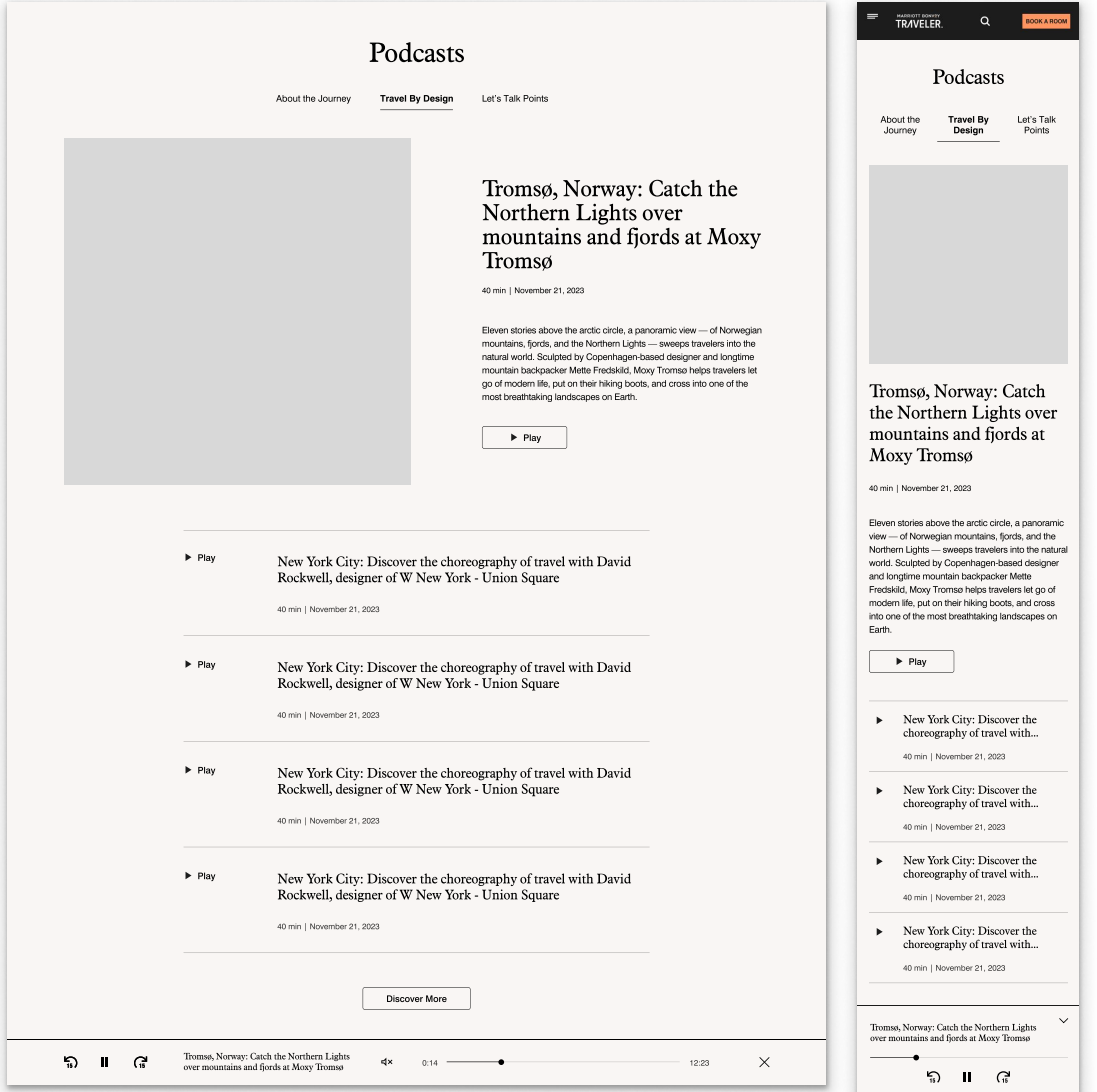 Podcasts
About the Journey
Travel By Design
Let's Talk Points
Tromsø, Norway: Catch the
Northern Lights over
mountains and fjords at Moxy
Tromsø
40 min | November 21, 2023
Eleven stories above the arctic circle, a panoramic view — of Norwegian
mountains, fjords, and the Northern Lights — sweeps travelers into the
natural world. Sculpted by Copenhagen-based designer and longtime
mountain backpacker Mette Fredskild, Moxy Tromsø helps travelers let
go of modern life, put on their hiking boots, and cross into one of the
most breathtaking landscapes on Earth.
Play
Play
New York City: Discover the choreography of travel with David
Rockwell, designer of W New York - Union Square
40 min | November 21, 2023
Play
New York City: Discover the choreography of travel with David
Rockwell, designer of W New York - Union Square
40 min | November 21, 2023
Play
New York City: Discover the choreography of travel with David
Rockwell, designer of W New York - Union Square
40 min | November 21, 2023
Play
New York City: Discover the choreography of travel with David
Rockwell, designer of W New York - Union Square
40 min | November 21, 2023
Discover More
15
15
Tromsø, Norway: Catch the Northern Lights
over mountains and fjords at Moxy Tromsø
0:14
12:23
MARRIOTT BONVOY
TRAVELER.
BOOK A ROOM
Podcasts
About the
Journey
Travel By
Design
Let's Talk
Points
Tromsø, Norway: Catch
the Northern Lights over
mountains and fjords at
Moxy Tromsø
40 min | November 21, 2023
Eleven stories above the arctic circle, a panoramic
view — of Norwegian mountains, fjords, and the
Northern Lights — sweeps travelers into the natural
world. Sculpted by Copenhagen-based designer
and longtime mountain backpacker Mette
Fredskild, Moxy Tromsø helps travelers let go of
modern life, put on their hiking boots, and cross
into one of the most breathtaking landscapes on
Earth.
Play
New York City: Discover the
choreography of travel with...
40 min | November 21, 2023
New York City: Discover the
choreography of travel with...
40 min | November 21, 2023
New York City: Discover the
choreography of travel with...
40 min | November 21, 2023
New York City: Discover the
choreography of travel with...
40 min | November 21, 2023
Tromsø, Norway: Catch the Northern Lights
over mountains and fjords at Moxy Tromsø
15
15